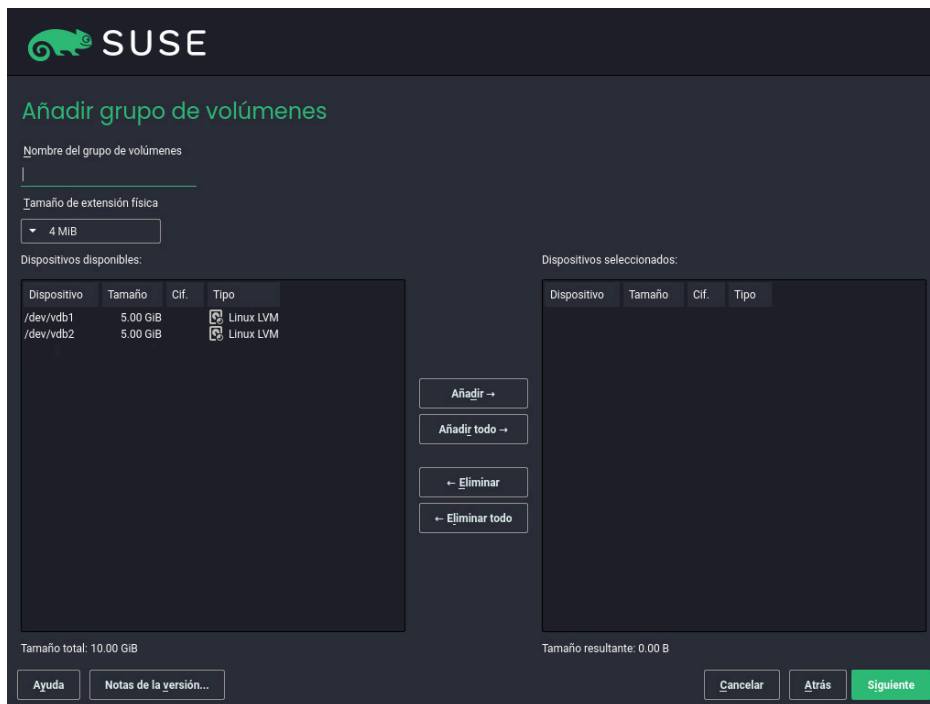 SUSE
Añadir grupo de volúmenes
Nombre del grupo de volúmenes
Tamaño de extensión física
4 MiB
Dispositivos disponibles:
Dispositivo Tamaño Cif. Tipo
/dev/vdb1 5.00 GiB Linux LVM
/dev/vdb2 5.00 GiB Linux LVM
Añadir →
Añadir todo →
← Eliminar
← Eliminar todo
Dispositivos seleccionados:
Dispositivo Tamaño Cif. Tipo
Tamaño total: 10.00 GiB
Tamaño resultante: 0.00 B
Ayuda Notas de la versión... Cancelar Atrás Siguiente